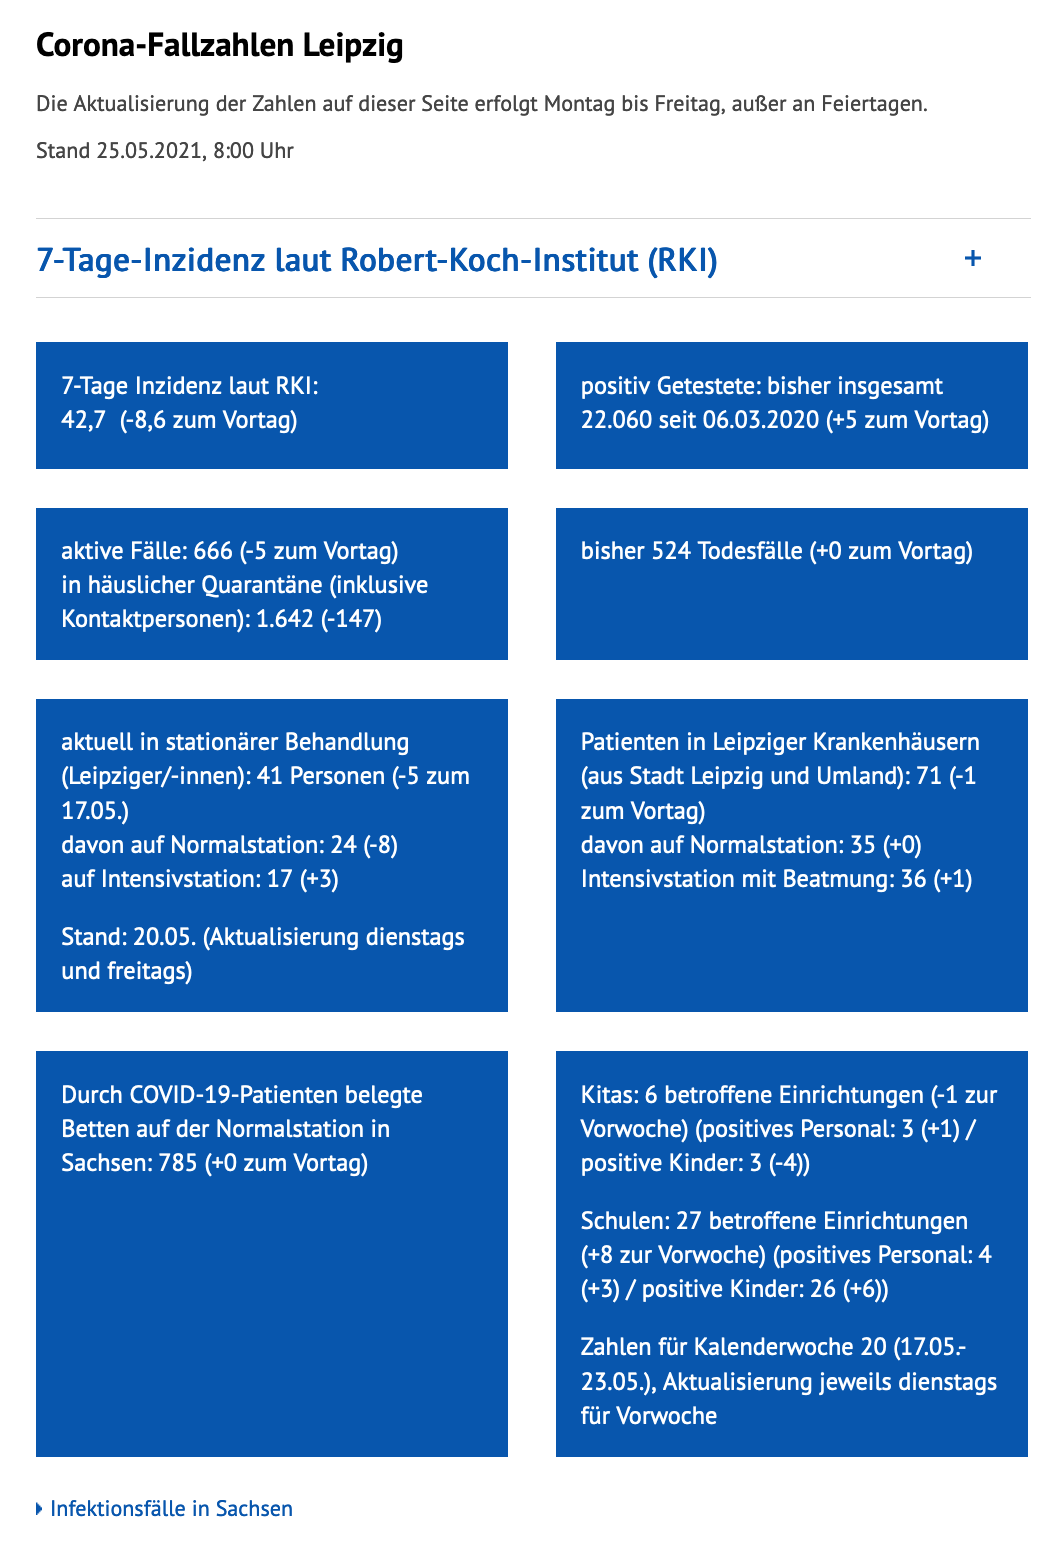 Corona-Fallzahlen Leipzig
Die Aktualisierung der Zahlen auf dieser Seite erfolgt Montag bis Freitag, außer an Feiertagen.
Stand 25.05.2021, 8:00 Uhr
7-Tage-Inzidenz laut Robert-Koch-Institut (RKI)
+
7-Tage Inzidenz laut RKI:
42,7 (-8,6 zum Vortag)
positiv Getestete: bisher insgesamt
22.060 seit 06.03.2020 (+5 zum Vortag)
aktive Fälle: 666 (-5 zum Vortag)
in häuslicher Quarantäne (inklusive
Kontaktpersonen): 1.642 (-147)
bisher 524 Todesfälle (+0 zum Vortag)
aktuell in stationärer Behandlung
(Leipziger/-innen): 41 Personen (-5 zum
17.05.)
davon auf Normalstation: 24 (-8)
auf Intensivstation: 17 (+3)
Stand: 20.05. (Aktualisierung dienstags
und freitags)
Patienten in Leipziger Krankenhäusern
(aus Stadt Leipzig und Umland): 71 (-1
zum Vortag)
davon auf Normalstation: 35 (+0)
Intensivstation mit Beatmung: 36 (+1)
Durch COVID-19-Patienten belegte
Betten auf der Normalstation in
Sachsen: 785 (+0 zum Vortag)
Kitas: 6 betroffene Einrichtungen (-1 zur
Vorwoche) (positives Personal: 3 (+1) /
positive Kinder: 3 (-4))
Schulen: 27 betroffene Einrichtungen
(+8 zur Vorwoche) (positives Personal: 4
(+3) / positive Kinder: 26 (+6))
Zahlen für Kalenderwoche 20 (17.05.-
23.05.), Aktualisierung jeweils dienstags
für Vorwoche
Infektionsfälle in Sachsen